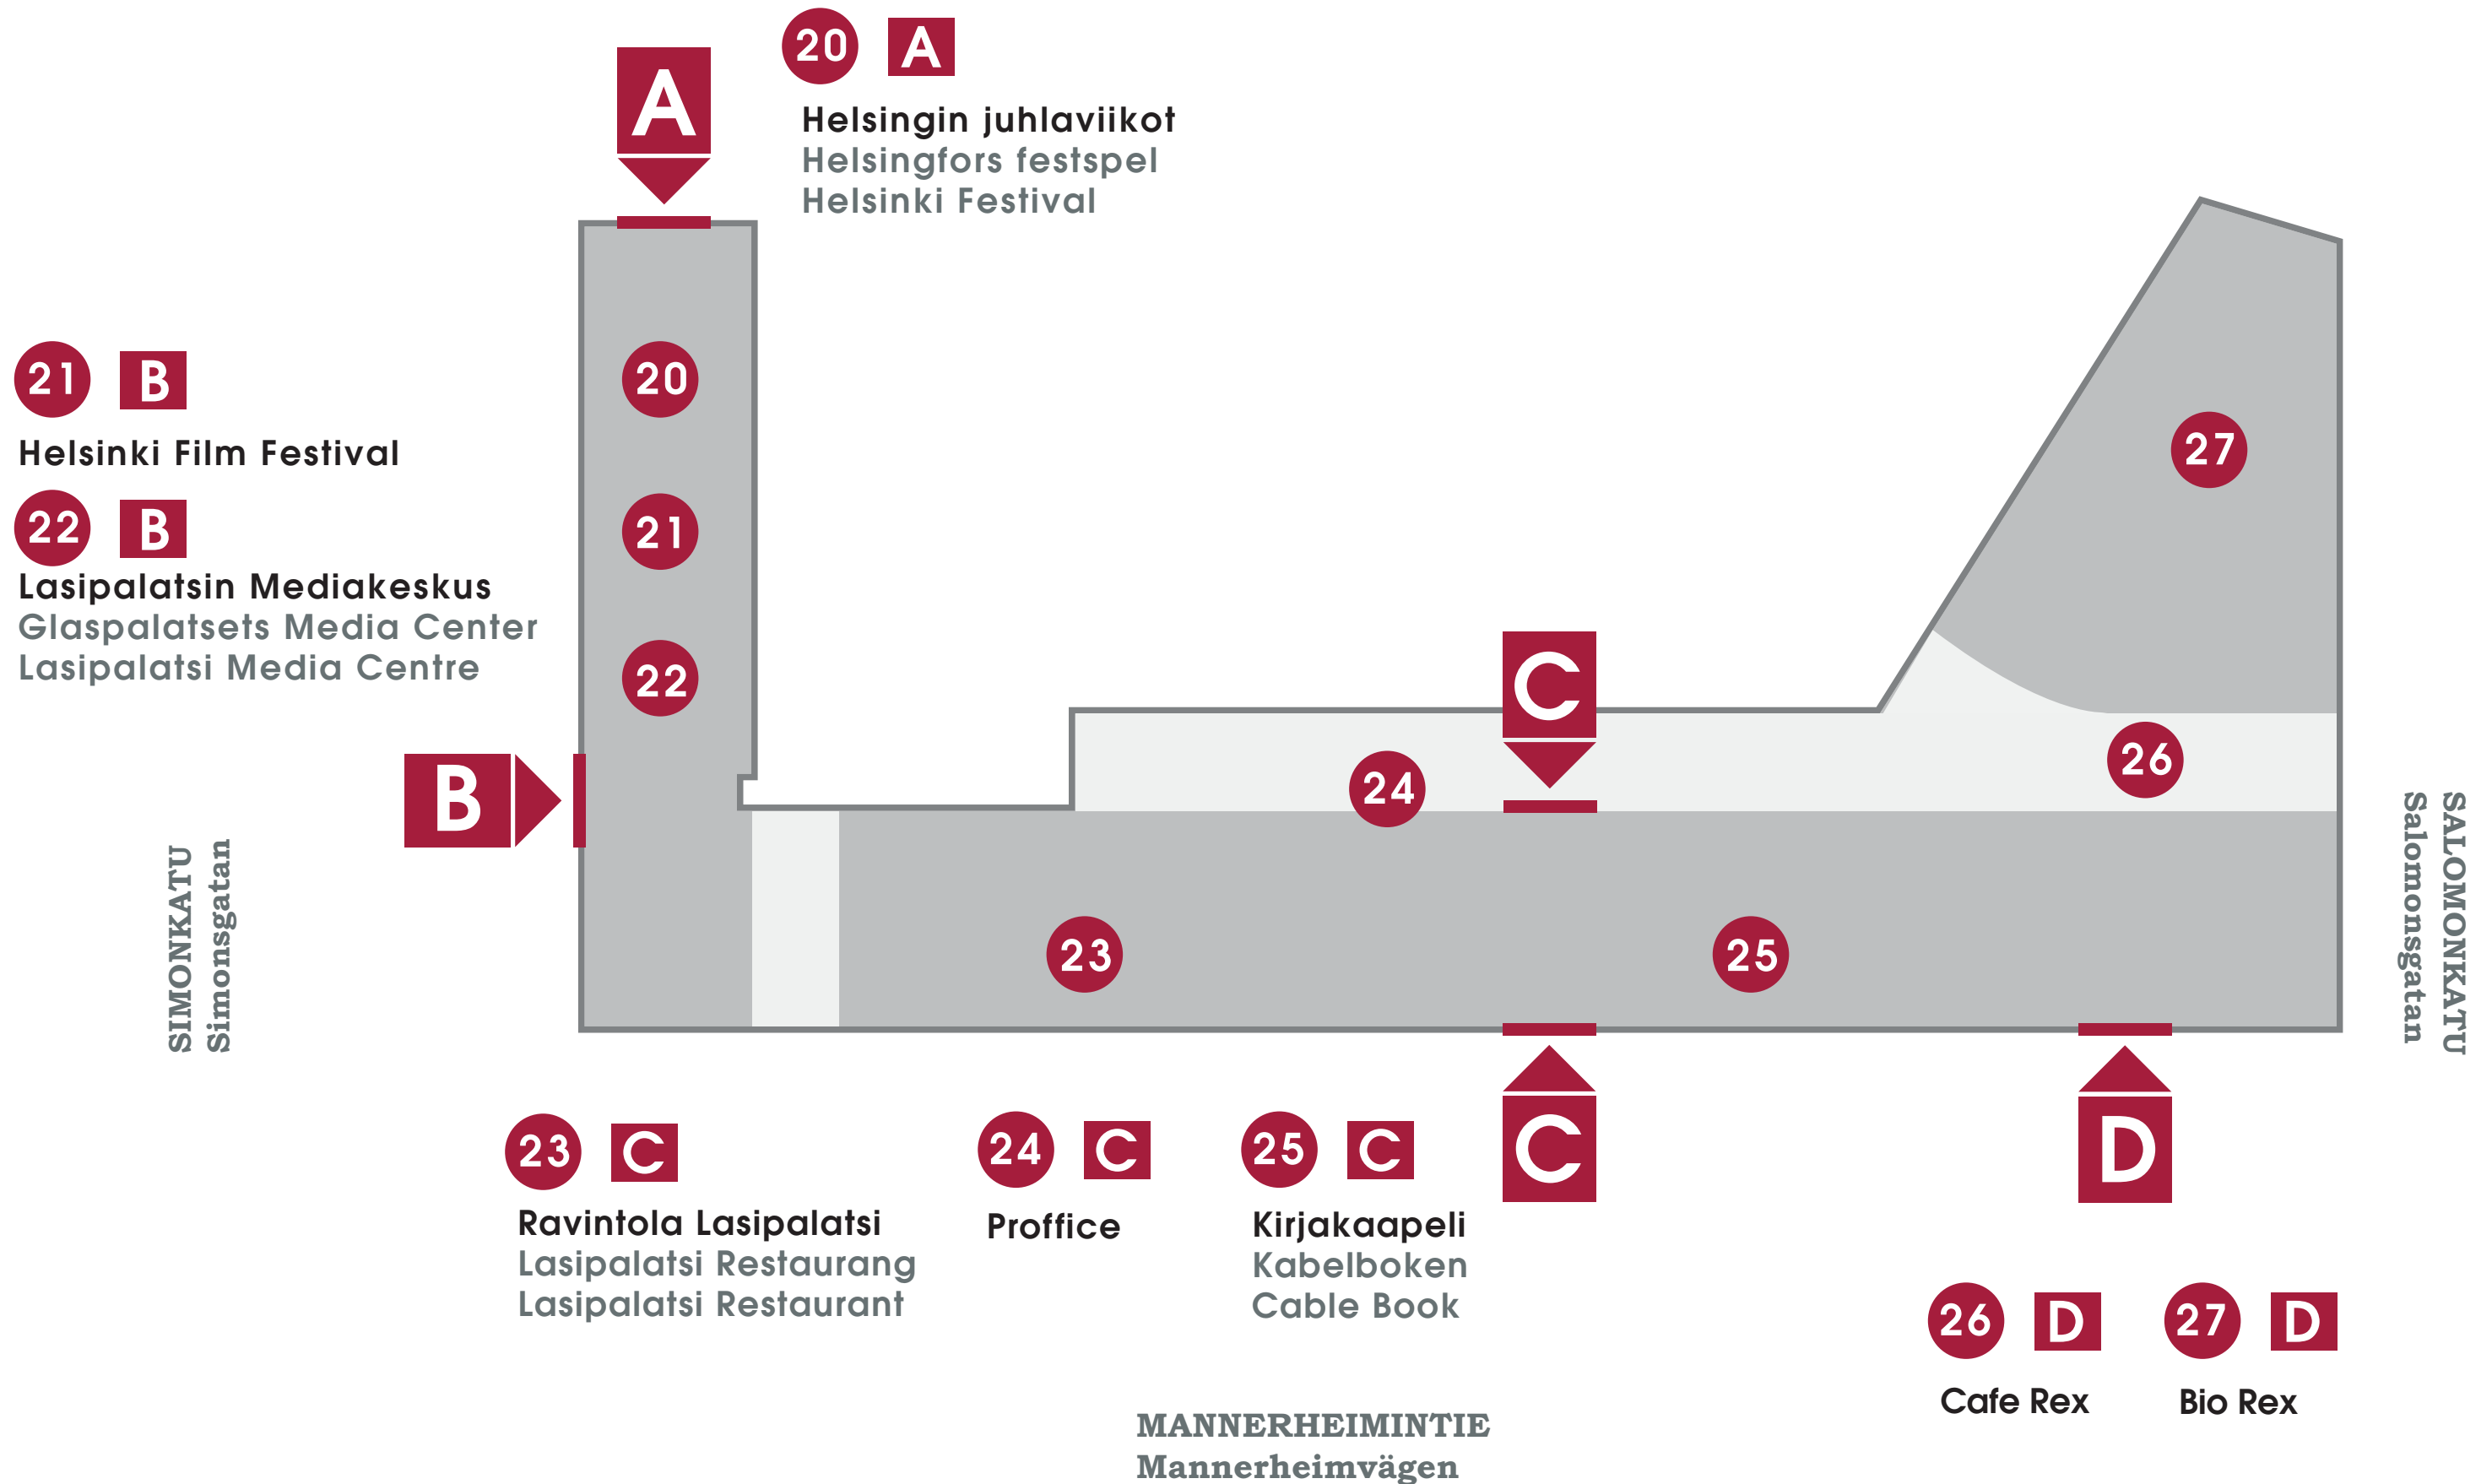 A
20 A
Helsingin juhlaviikot
Helsingfors festspel
Helsinki Festival
21 B
Helsinki Film Festival
22 B
Lasipalatsin Mediakeskus
Glaspalatsets Media Center
Lasipalatsi Media Centre
20
21
22
B
27
C
24
26
23
25
SIMONKATU
Simonsgatan
SALOMONKATU
Salomonsgatan
23 C
Ravintola Lasipalatsi
Lasipalatsi Restaurang
Lasipalatsi Restaurant
24 C
Proffice
25 C
Kirjakaapeli
Kabelboken
Cable Book
C
D
26 D
Cafe Rex
27 D
Bio Rex
MANNERHEIMINTIE
Mannerheimvägen